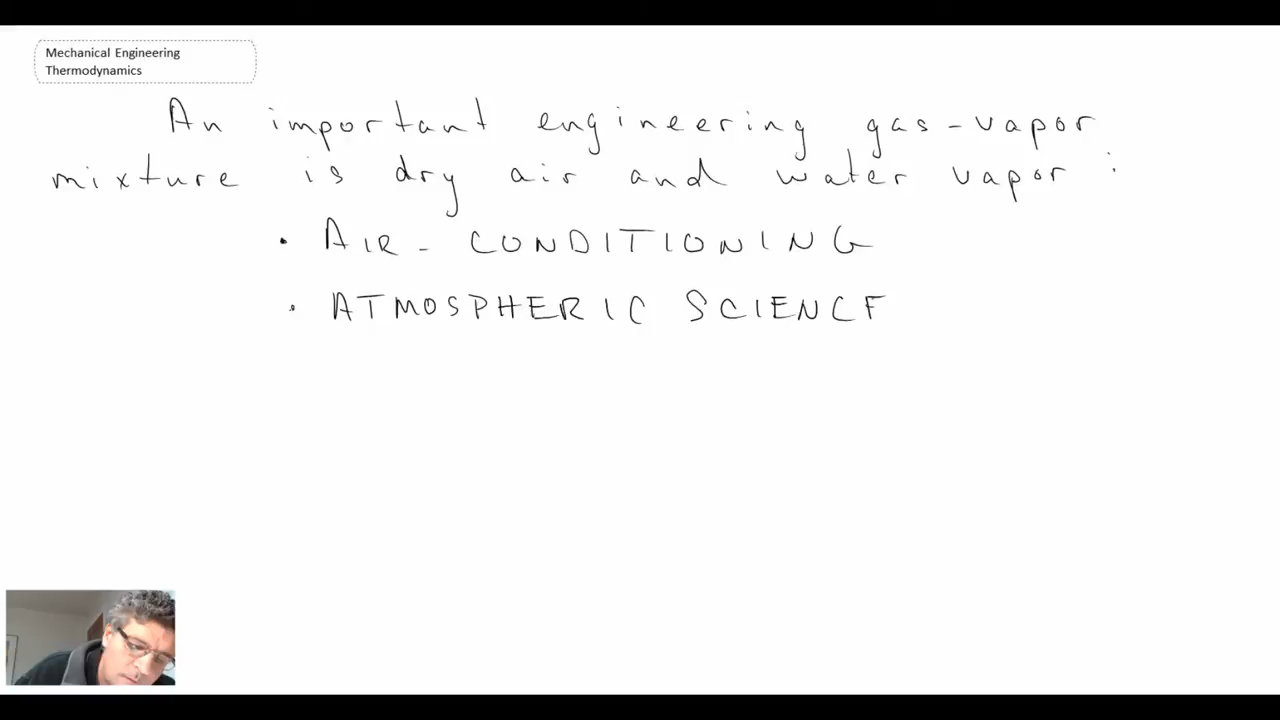 Mechanical Engineering
Thermodynamics
An important engineering gas-vapor
mixture is dry air and water vapor :
• AIR - CONDITIONING
• ATMOSPHERIC SCIENCE